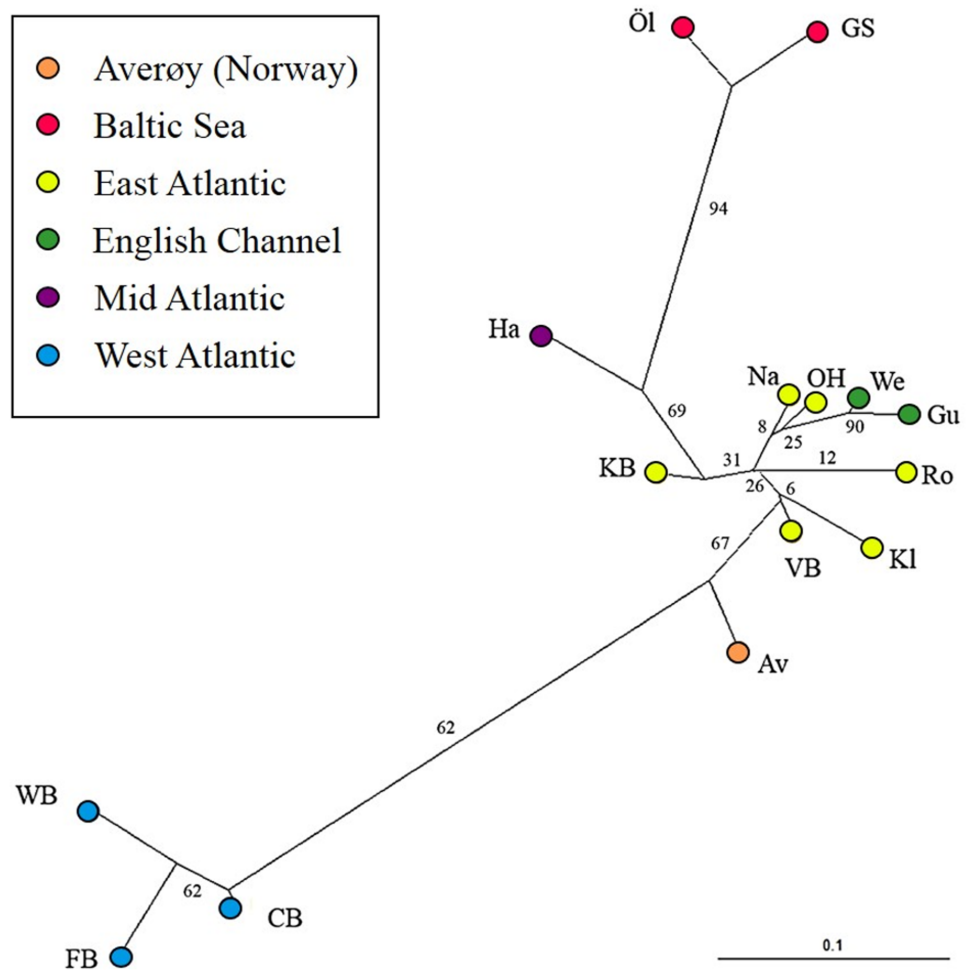 Öl
GS
Averøy (Norway)
Baltic Sea
East Atlantic
English Channel
Mid Atlantic
West Atlantic
94
Ha
Na
OH
We
69
8
25
90
Gu
KB
31
12
Ro
26
6
67
VB
Kl
Av
62
WB
62
CB
FB
0.1